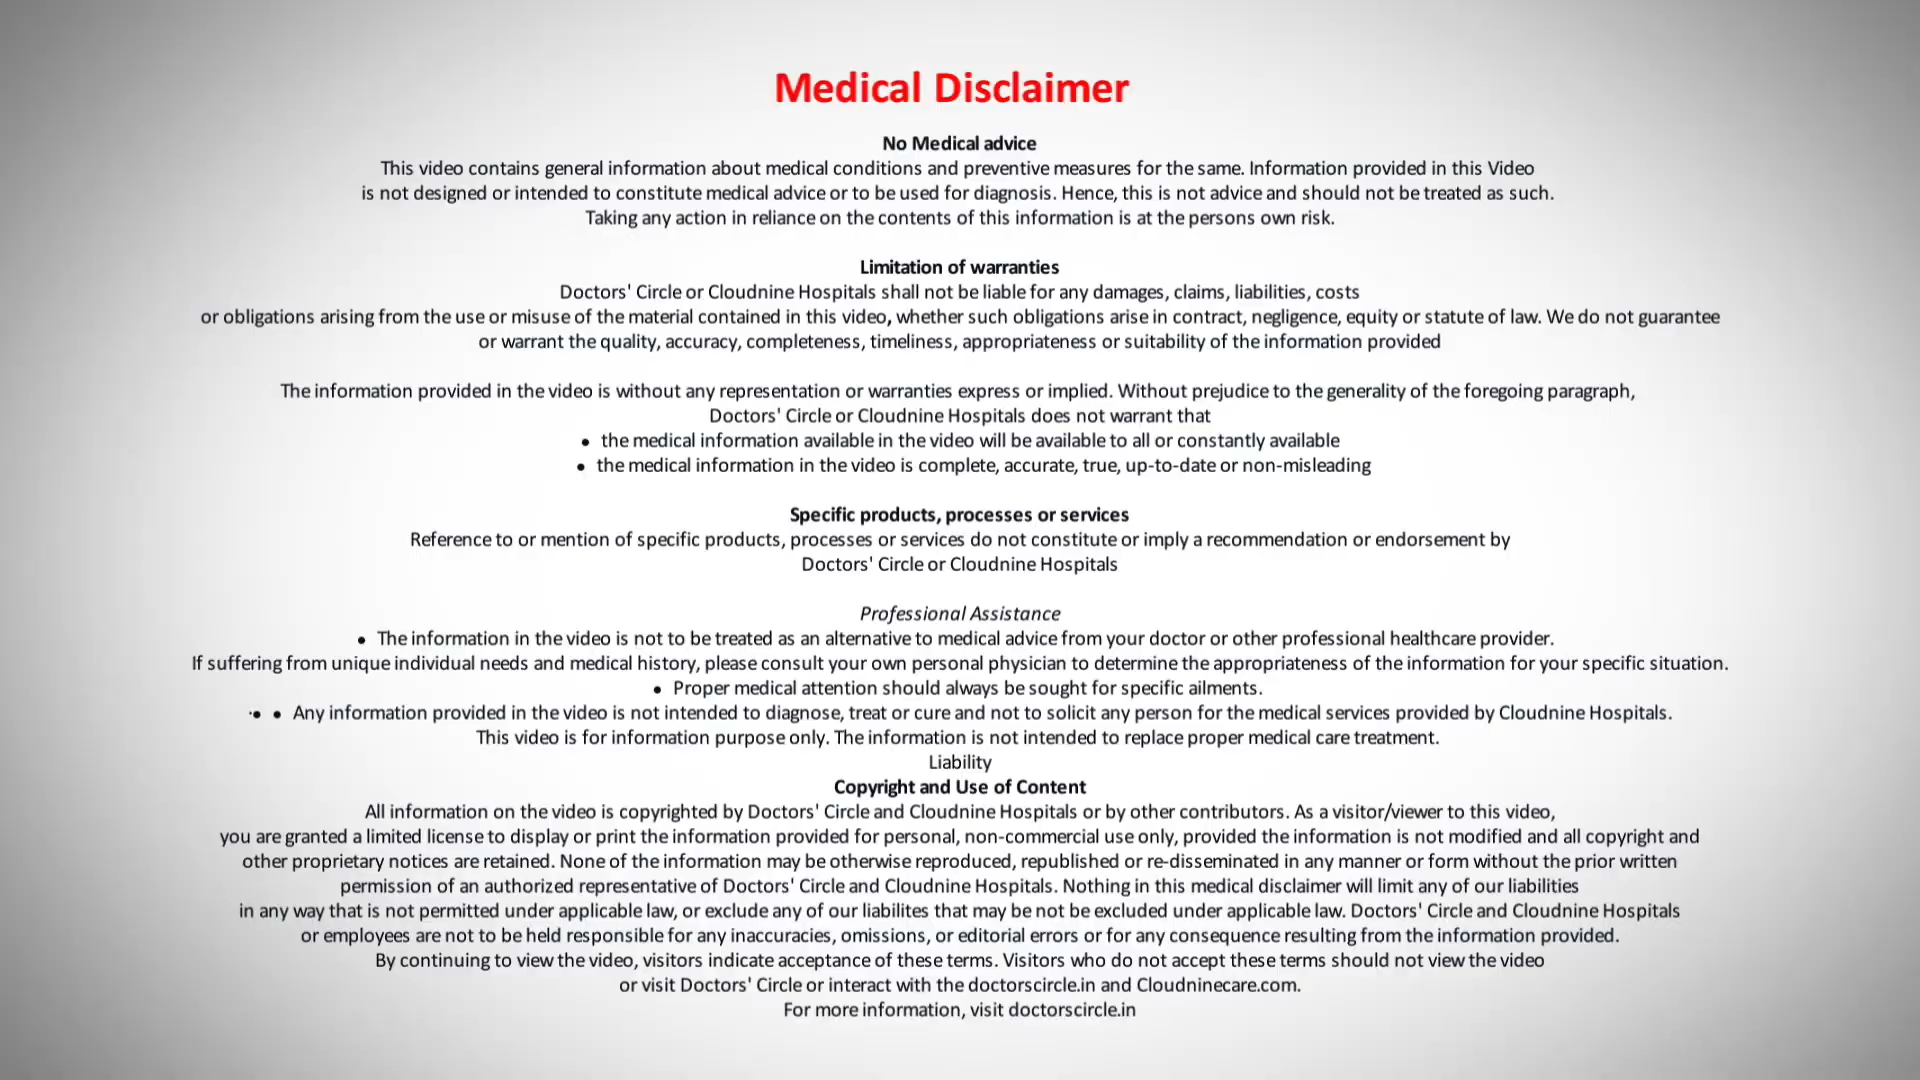 Medical Disclaimer
No Medical advice
This video contains general information about medical conditions and preventive measures for the same. Information provided in this Video
is not designed or intended to constitute medical advice or to be used for diagnosis. Hence, this is not advice and should not be treated as such.
Taking any action in reliance on the contents of this information is at the persons own risk.
Limitation of warranties
Doctors' Circle or Cloudnine Hospitals shall not be liable for any damages, claims, liabilities, costs
or obligations arising from the use or misuse of the material contained in this video, whether such obligations arise in contract, negligence, equity or statute of law. We do not guarantee
or warrant the quality, accuracy, completeness, timeliness, appropriateness or suitability of the information provided
The information provided in the video is without any representation or warranties express or implied. Without prejudice to the generality of the foregoing paragraph,
Doctors' Circle or Cloudnine Hospitals does not warrant that
• the medical information available in the video will be available to all or constantly available
• the medical information in the video is complete, accurate, true, up-to-date or non-misleading
Specific products, processes or services
Reference to or mention of specific products, processes or services do not constitute or imply a recommendation or endorsement by
Doctors' Circle or Cloudnine Hospitals
Professional Assistance
• The information in the video is not to be treated as an alternative to medical advice from your doctor or other professional healthcare provider.
If suffering from unique individual needs and medical history, please consult your own personal physician to determine the appropriateness of the information for your specific situation.
• Proper medical attention should always be sought for specific ailments.
·• • Any information provided in the video is not intended to diagnose, treat or cure and not to solicit any person for the medical services provided by Cloudnine Hospitals.
This video is for information purpose only. The information is not intended to replace proper medical care treatment.
Liability
Copyright and Use of Content
All information on the video is copyrighted by Doctors' Circle and Cloudnine Hospitals or by other contributors. As a visitor/viewer to this video,
you are granted a limited license to display or print the information provided for personal, non-commercial use only, provided the information is not modified and all copyright and
other proprietary notices are retained. None of the information may be otherwise reproduced, republished or re-disseminated in any manner or form without the prior written
permission of an authorized representative of Doctors' Circle and Cloudnine Hospitals. Nothing in this medical disclaimer will limit any of our liabilities
in any way that is not permitted under applicable law, or exclude any of our liabilites that may be not be excluded under applicable law. Doctors' Circle and Cloudnine Hospitals
or employees are not to be held responsible for any inaccuracies, omissions, or editorial errors or for any consequence resulting from the information provided.
By continuing to view the video, visitors indicate acceptance of these terms. Visitors who do not accept these terms should not view the video
or visit Doctors' Circle or interact with the doctorscircle.in and Cloudninecare.com.
For more information, visit doctorscircle.in